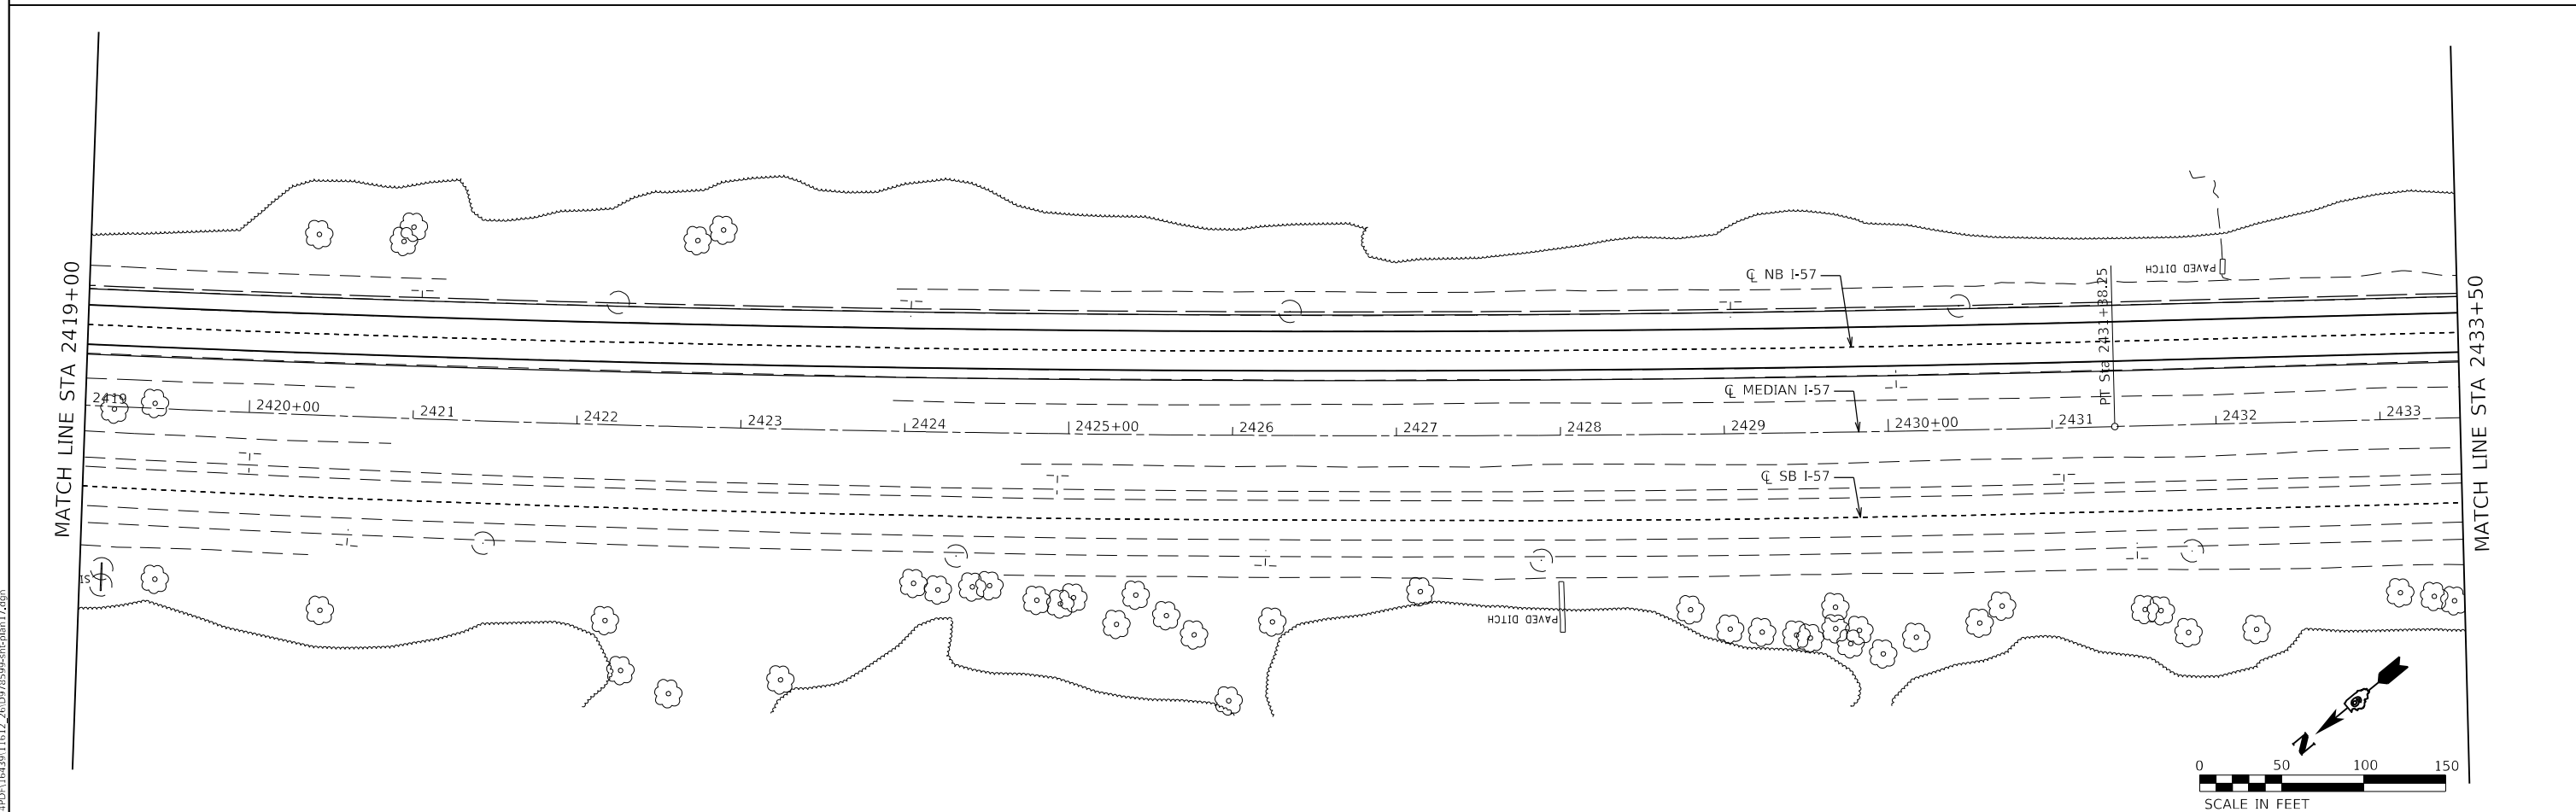 MATCH LINE STA 2419+00
MATCH LINE STA 2433+50
℄ NB I-57
PAVED DITCH
PT Sta 2431+38.25
℄ MEDIAN I-57
2419
2420+00
2421
2422
2423
2424
2425+00
2426
2427
2428
2429
2430+00
2431
2432
2433
℄ SB I-57
IS
PAVED DITCH
N
0 50 100 150
SCALE IN FEET